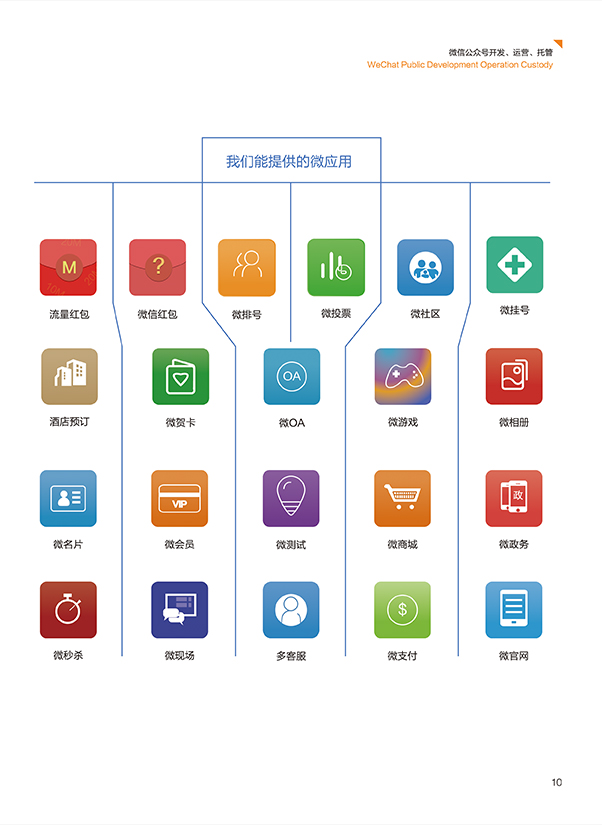 微信公众号开发、运营、托管
WeChat Public Development Operation Custody
我们能提供的微应用
M
?
流量红包
微信红包
微排号
微投票
微社区
微挂号
OA
酒店预订
微贺卡
微OA
微游戏
微相册
VIP
政
微名片
微会员
微测试
微商城
微政务
$
微秒杀
微现场
多客服
微支付
微官网
10